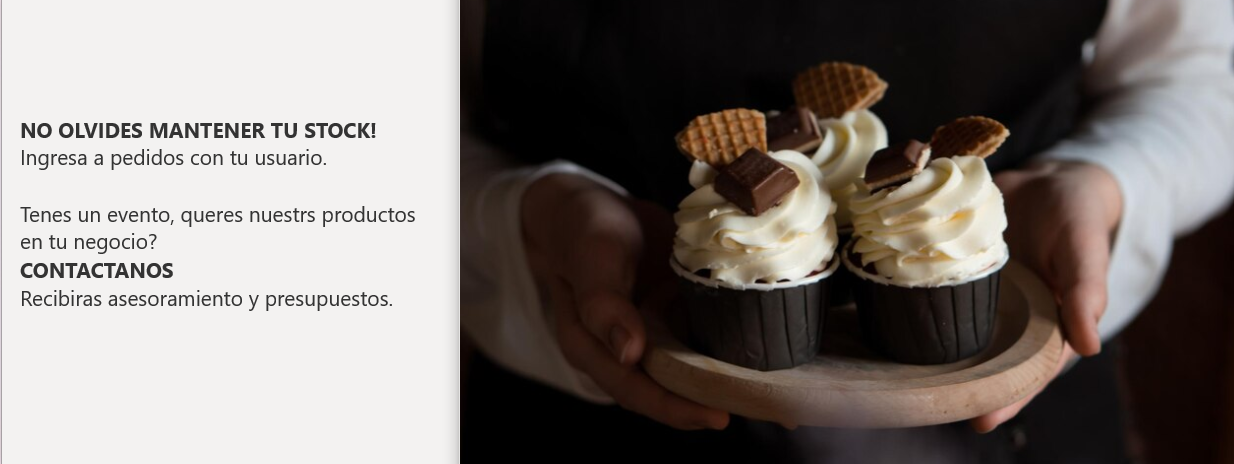 NO OLVIDES MANTENER TU STOCK!
Ingresa a pedidos con tu usuario.
Tenes un evento, queres nuestrs productos
en tu negocio?
CONTACTANOS
Recibiras asesoramiento y presupuestos.